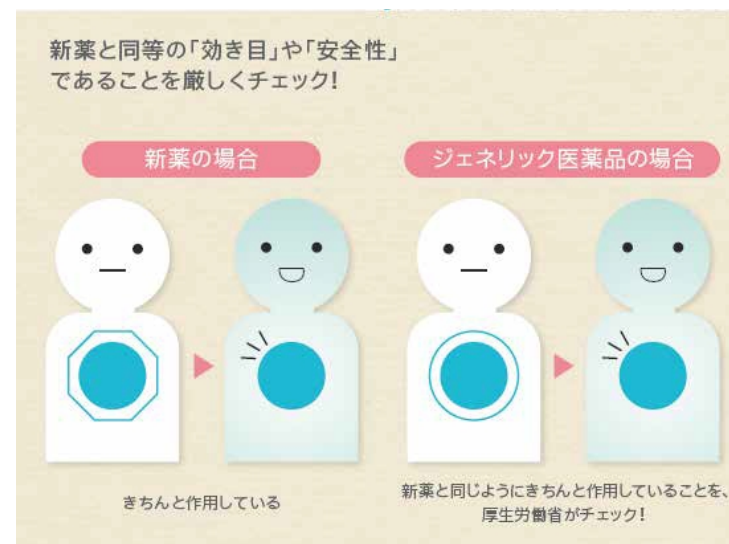 新薬と同等の｢効き目｣や｢安全性｣
であることを厳しくチェック!
新薬の場合
ジェネリック医薬品の場合
きちんと作用している
新薬と同じようにきちんと作用していることを、
厚生労働省がチェック!